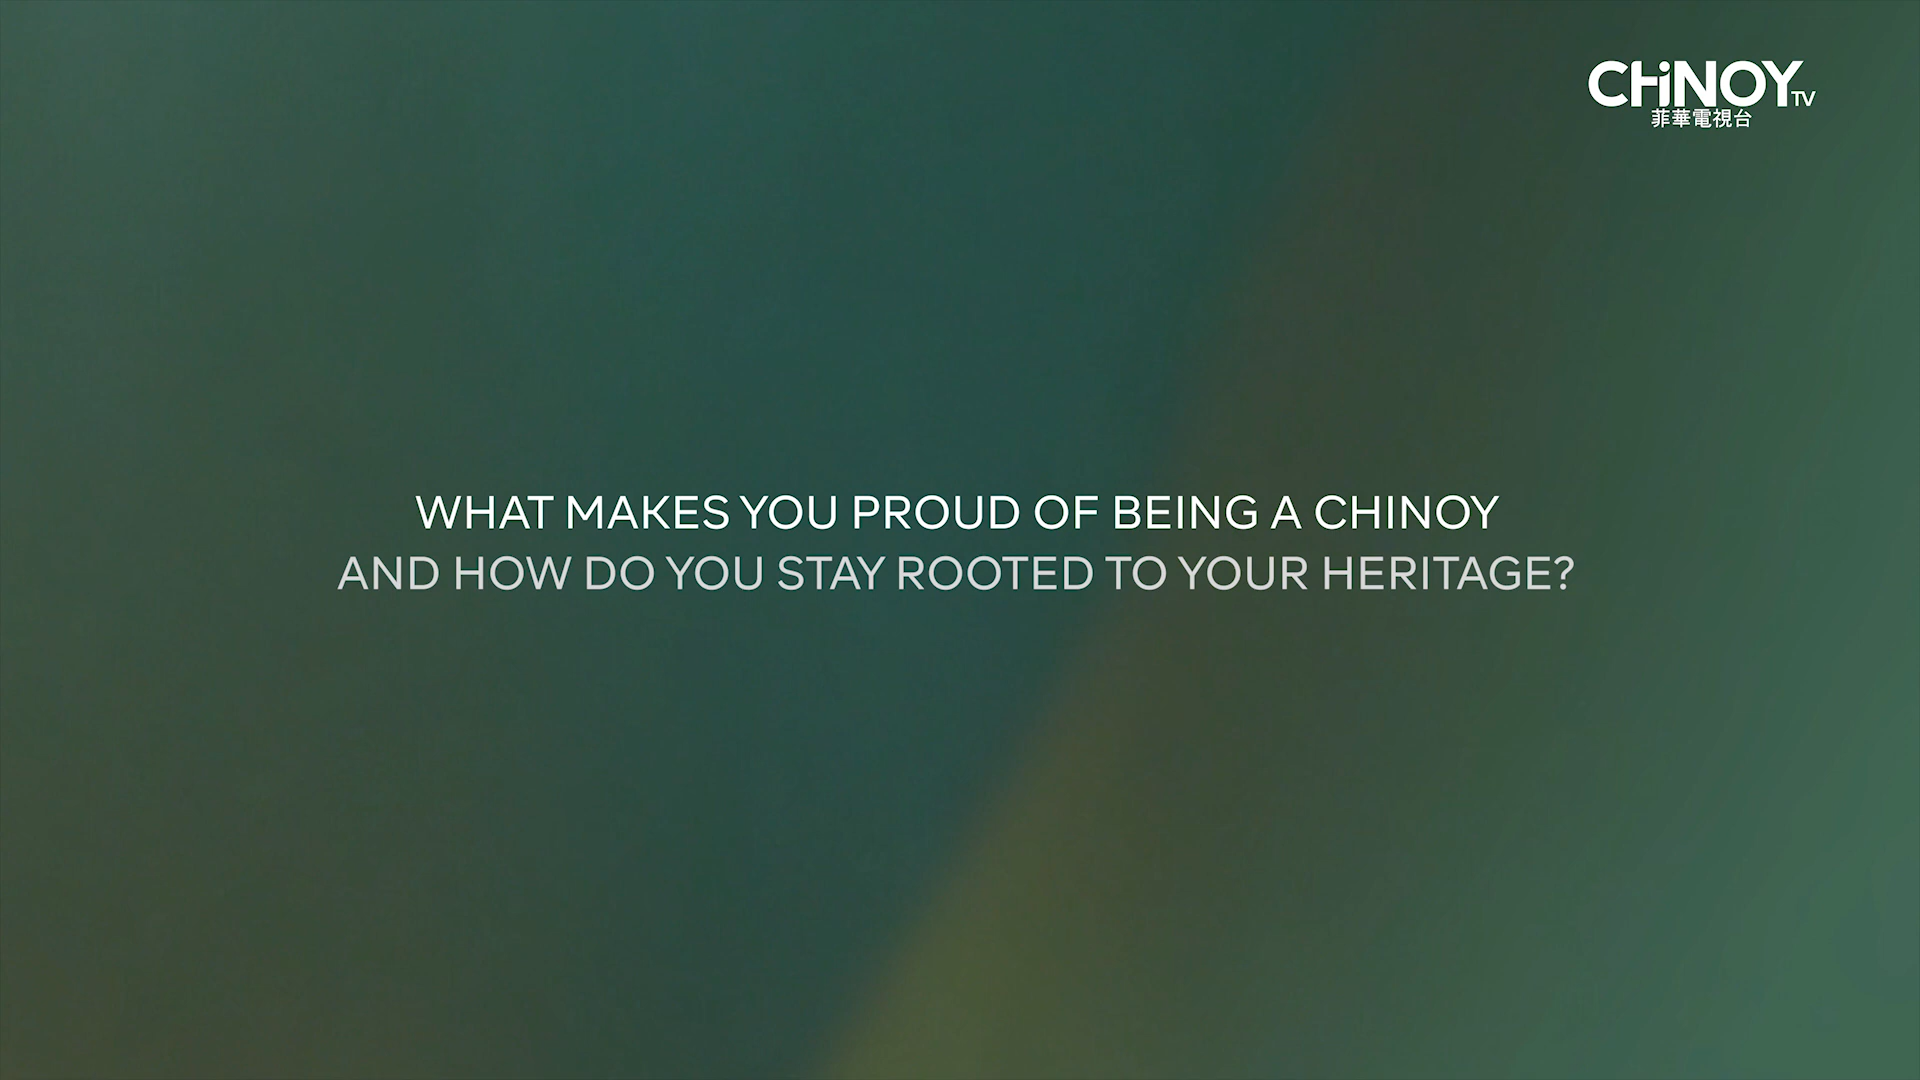 CHiNOY TV
菲華電視台
WHAT MAKES YOU PROUD OF BEING A CHINOY
AND HOW DO YOU STAY ROOTED TO YOUR HERITAGE?